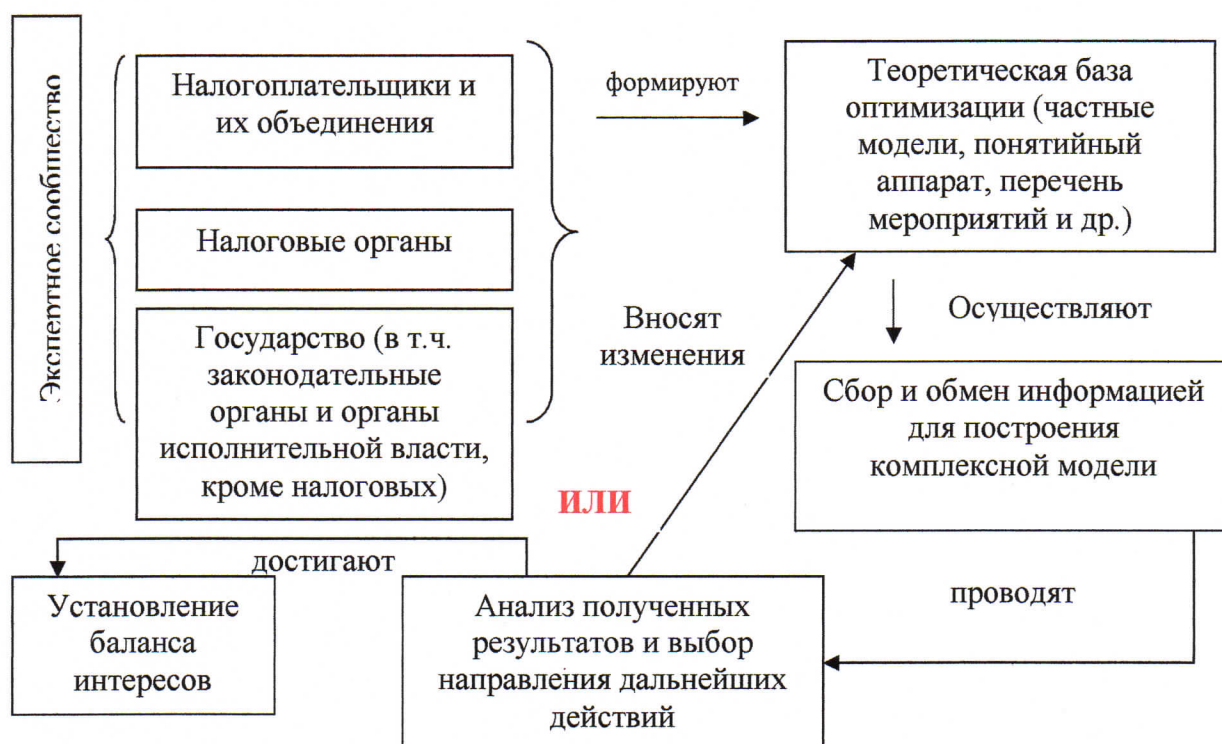 Экспертное сообщество
Налогоплательщики и
их объединения
Налоговые органы
Государство (в т.ч.
законодательные
органы и органы
исполнительной власти,
кроме налоговых)
формируют
Теоретическая база
оптимизации (частные
модели, понятийный
аппарат, перечень
мероприятий и др.)
Осуществляют
Вносят
изменения
Сбор и обмен информацией
для построения
комплексной модели
ИЛИ
достигают
проводят
Установление
баланса
интересов
Анализ полученных
результатов и выбор
направления дальнейших
действий